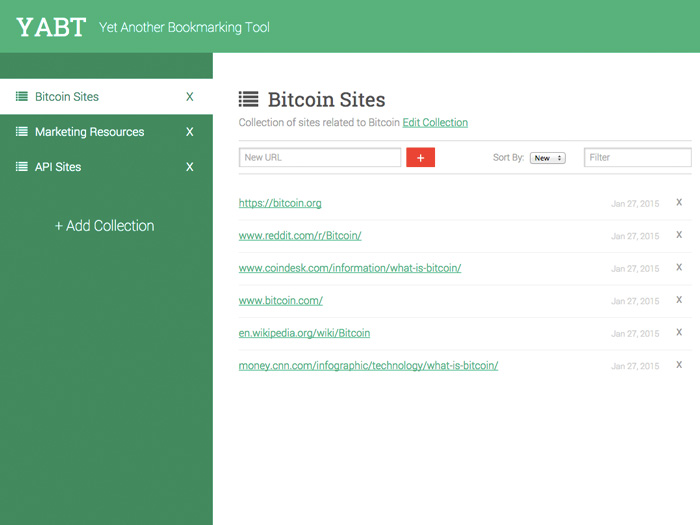 YABT Yet Another Bookmarking Tool
Bitcoin Sites X
Marketing Resources X
API Sites X
+ Add Collection
Bitcoin Sites
Collection of sites related to Bitcoin Edit Collection
New URL + Sort By: New Filter
https://bitcoin.org Jan 27, 2015 X
www.reddit.com/r/Bitcoin/ Jan 27, 2015 X
www.coindesk.com/information/what-is-bitcoin/ Jan 27, 2015 X
www.bitcoin.com/ Jan 27, 2015 X
en.wikipedia.org/wiki/Bitcoin Jan 27, 2015 X
money.cnn.com/infographic/technology/what-is-bitcoin/ Jan 27, 2015 X